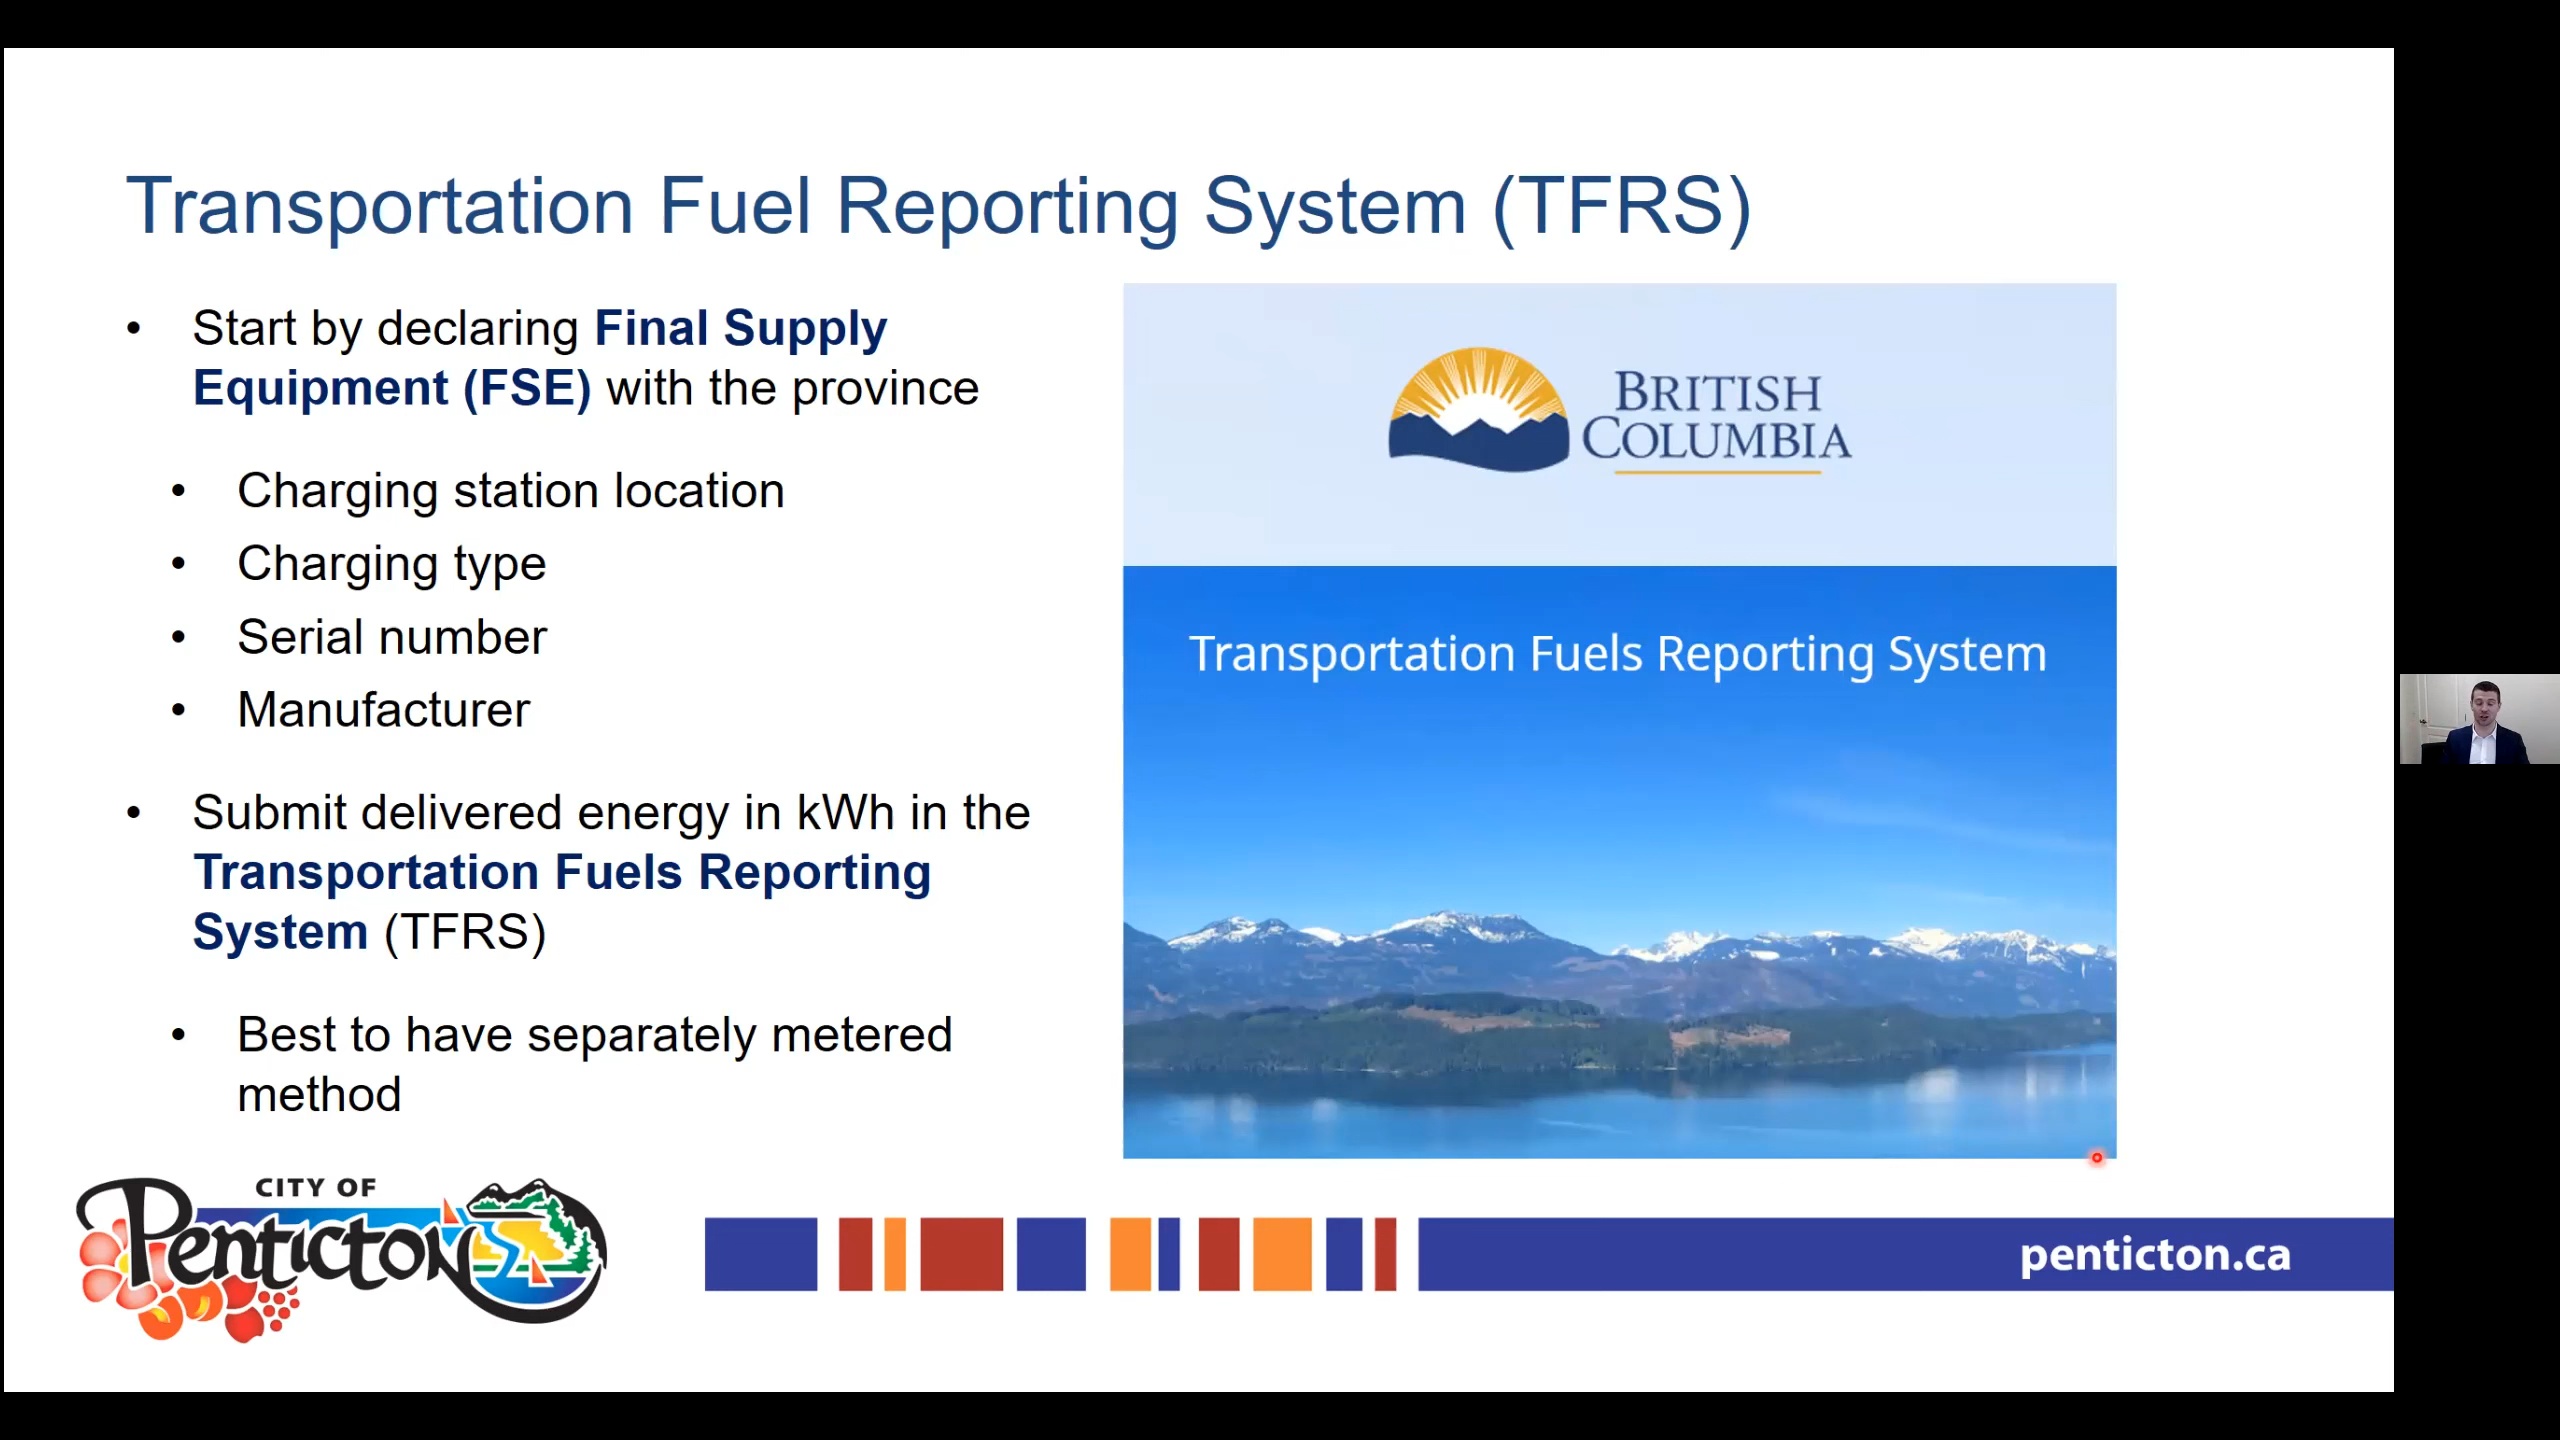 Transportation Fuel Reporting System (TFRS)
• Start by declaring Final Supply
Equipment (FSE) with the province
• Charging station location
• Charging type
• Serial number
• Manufacturer
• Submit delivered energy in kWh in the
Transportation Fuels Reporting
System (TFRS)
• Best to have separately metered
method
BRITISH
COLUMBIA
Transportation Fuels Reporting System
CITY OF
Penticton
penticton.ca